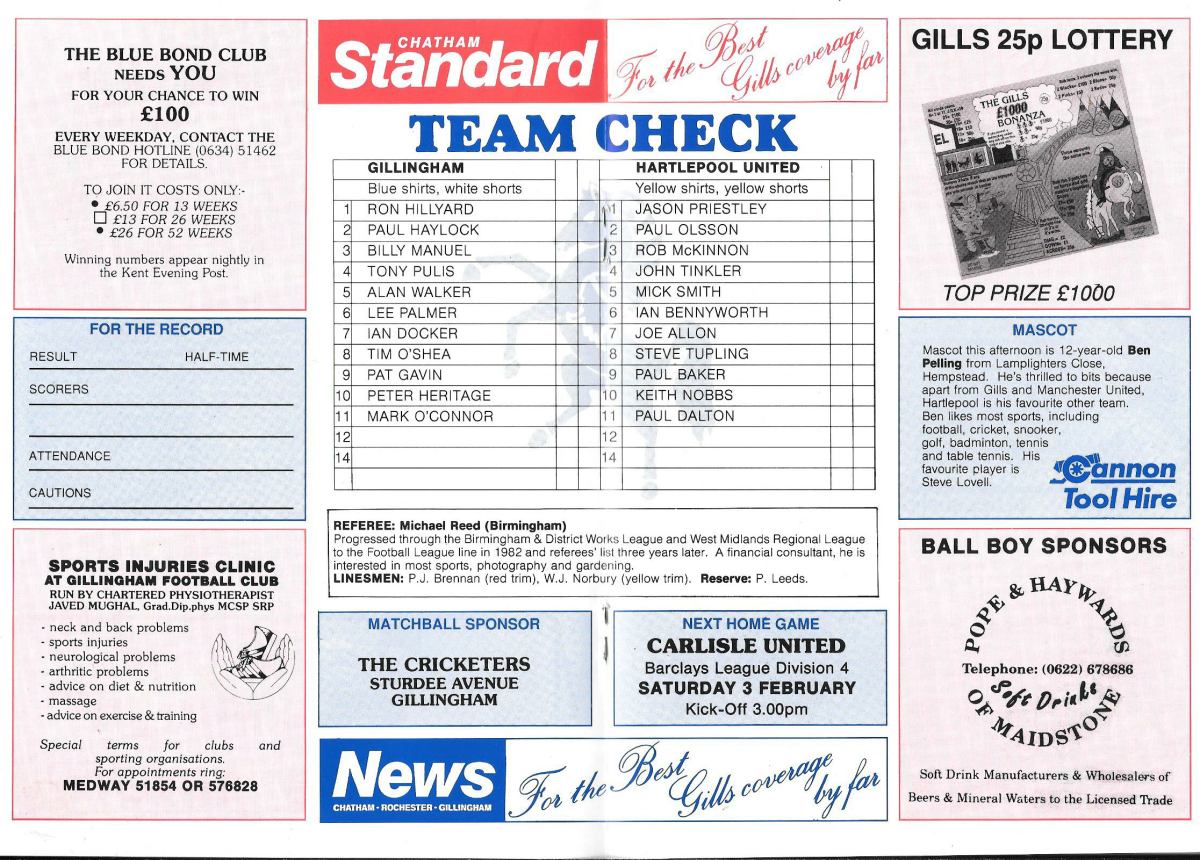 THE BLUE BOND CLUB
NEEDS YOU
FOR YOUR CHANCE TO WIN
£100
EVERY WEEKDAY, CONTACT THE
BLUE BOND HOTLINE (0634) 51462
FOR DETAILS.
TO JOIN IT COSTS ONLY:-
• £6.50 FOR 13 WEEKS
☐ £13 FOR 26 WEEKS
• £26 FOR 52 WEEKS
Winning numbers appear nightly in
the Kent Evening Post.
FOR THE RECORD
RESULT HALF-TIME
SCORERS
ATTENDANCE
CAUTIONS
SPORTS INJURIES CLINIC
AT GILLINGHAM FOOTBALL CLUB
RUN BY CHARTERED PHYSIOTHERAPIST
JAVED MUGHAL, Grad.Dip.phys MCSP SRP
- neck and back problems
- sports injuries
- neurological problems
- arthritic problems
- advice on diet & nutrition
- massage
- advice on exercise & training
Special terms for clubs and
sporting organisations.
For appointments ring:
MEDWAY 51854 OR 576828
CHATHAM
Standard
For the Best
Gills coverage
by far
TEAM CHECK
GILLINGHAM HARTLEPOOL UNITED
Blue shirts, white shorts Yellow shirts, yellow shorts
1 RON HILLYARD 1 JASON PRIESTLEY
2 PAUL HAYLOCK 2 PAUL OLSSON
3 BILLY MANUEL 3 ROB McKINNON
4 TONY PULIS 4 JOHN TINKLER
5 ALAN WALKER 5 MICK SMITH
6 LEE PALMER 6 IAN BENNYWORTH
7 IAN DOCKER 7 JOE ALLON
8 TIM O'SHEA 8 STEVE TUPLING
9 PAT GAVIN 9 PAUL BAKER
10 PETER HERITAGE 10 KEITH NOBBS
11 MARK O'CONNOR 11 PAUL DALTON
12 12
14 14
REFEREE: Michael Reed (Birmingham)
Progressed through the Birmingham & District Works League and West Midlands Regional League
to the Football League line in 1982 and referees' list three years later. A financial consultant, he is
interested in most sports, photography and gardening.
LINESMEN: P.J. Brennan (red trim), W.J. Norbury (yellow trim). Reserve: P. Leeds.
MATCHBALL SPONSOR
THE CRICKETERS
STURDEE AVENUE
GILLINGHAM
NEXT HOME GAME
CARLISLE UNITED
Barclays League Division 4
SATURDAY 3 FEBRUARY
Kick-Off 3.00pm
News
CHATHAM - ROCHESTER - GILLINGHAM
For the Best
Gills coverage
by far
GILLS 25p LOTTERY
THE GILLS
£1000
BONANZA
TOP PRIZE £1000
MASCOT
Mascot this afternoon is 12-year-old Ben
Pelling from Lamplighters Close,
Hempstead. He's thrilled to bits because
apart from Gills and Manchester United,
Hartlepool is his favourite other team.
Ben likes most sports, including
football, cricket, snooker,
golf, badminton, tennis
and table tennis. His
favourite player is
Steve Lovell.
Cannon
Tool Hire
BALL BOY SPONSORS
POPE & HAYWARDS
Telephone: (0622) 678686
Soft Drinks
OF MAIDSTONE
Soft Drink Manufacturers & Wholesalers of
Beers & Mineral Waters to the Licensed Trade